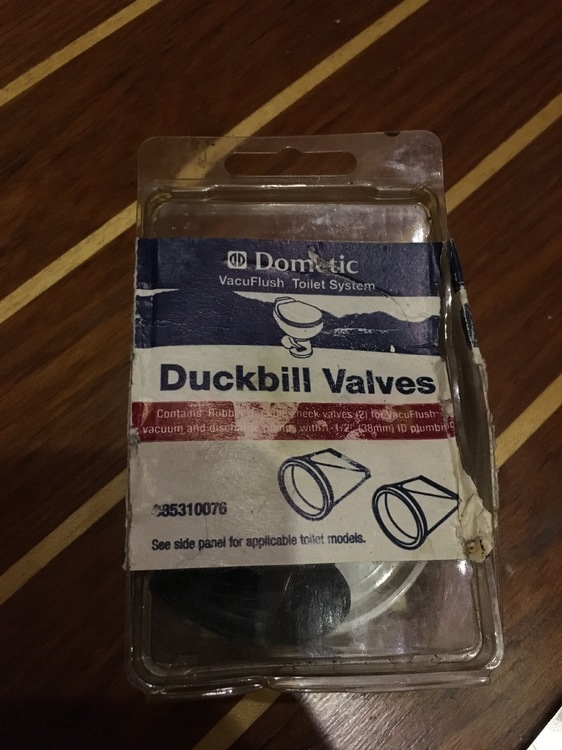 Dometic
VacuFlush Toilet System
Duckbill Valves
Contains Rubber check valves (2) for VacuFlush
vacuum and discharge with 1-1/2" (38mm) ID plumbing
385310076
See side panel for applicable toilet models.